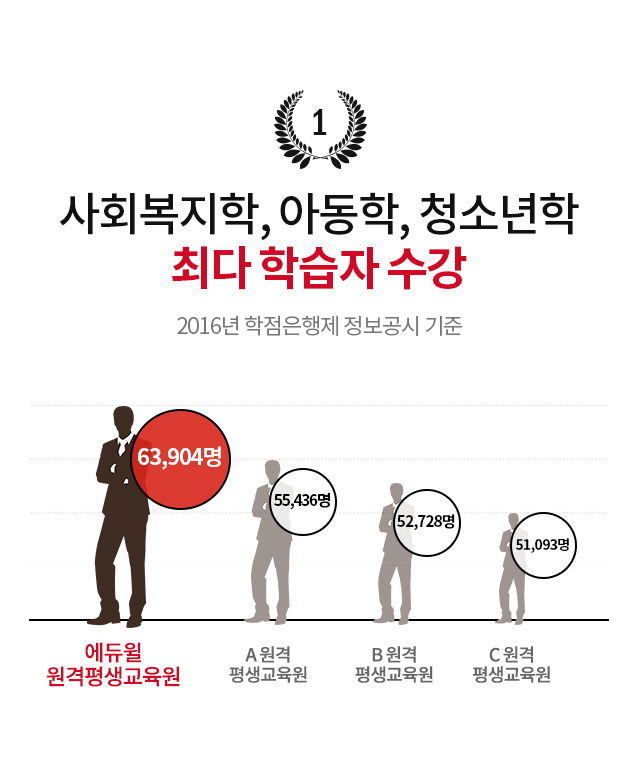 1
사회복지학, 아동학, 청소년학
최다 학습자 수강
2016년 학점은행제 정보공시 기준
63,904명
55,436명
52,728명
51,093명
에듀윌
원격평생교육원
A 원격
평생교육원
B 원격
평생교육원
C 원격
평생교육원